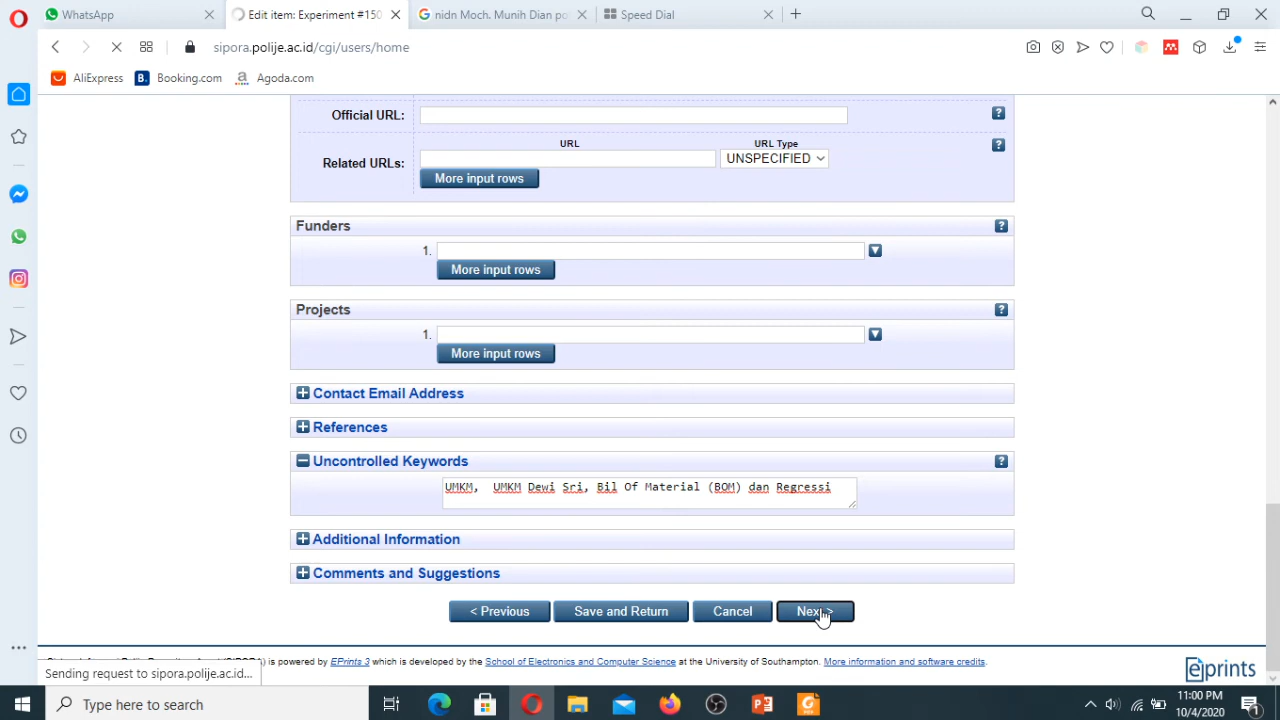 WhatsApp
Edit item: Experiment #150
nidn Moch. Munih Dian po
Speed Dial
sipora.polije.ac.id/cgi/users/home
AliExpress
B. Booking.com
a Agoda.com
Official URL:
?
URL
URL Type
Related URLs:
UNSPECIFIED
?
More input rows
Funders
?
1.
More input rows
Projects
?
1.
More input rows
Contact Email Address
References
Uncontrolled Keywords
?
UMKM, UMKM Dewi Sri, Bil Of Material (BOM) dan Regressi
Additional Information
Comments and Suggestions
< Previous
Save and Return
Cancel
Next >
) is powered by EPrints 3 which is developed by the School of Electronics and Computer Science at the University of Southampton. More information and software credits.
Sending request to sipora.polije.ac.id...
eprints
Type here to search
11:00 PM
10/4/2020
1